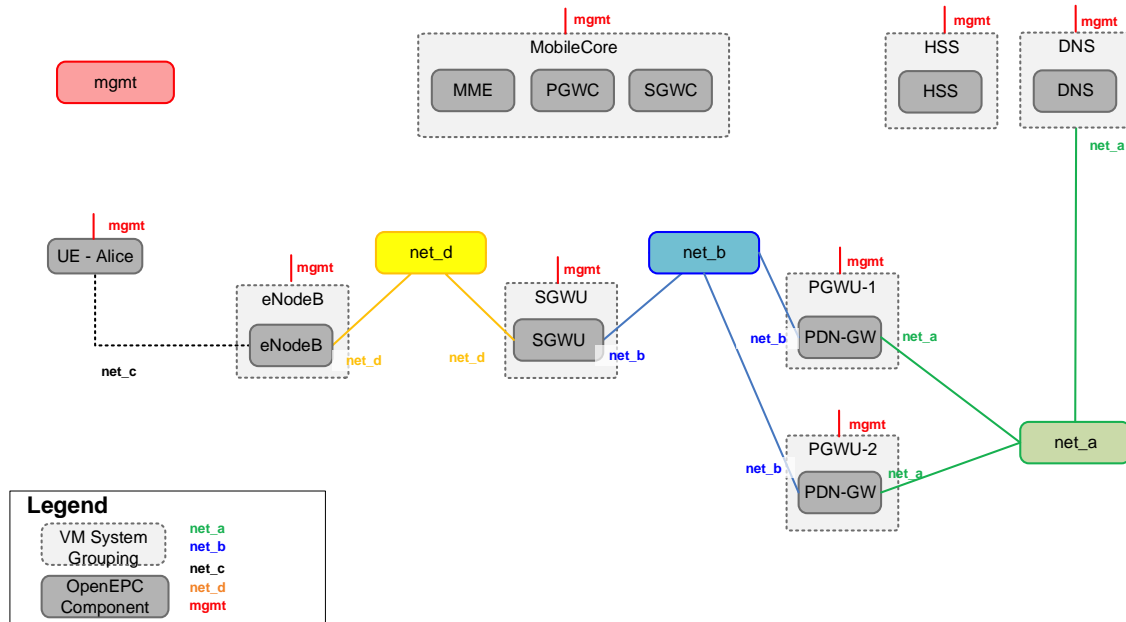 mgmt
mgmt
mgmt
MobileCore
HSS
DNS
mgmt
MME
PGWC
SGWC
HSS
DNS
net_a
mgmt
UE - Alice
net_d
net_b
mgmt
mgmt
mgmt
eNodeB
SGWU
PGWU-1
eNodeB
SGWU
PDN-GW
net_c
net_d
net_d
net_b
net_b
net_a
mgmt
PGWU-2
net_a
net_b
PDN-GW
net_a
Legend
VM System
Grouping
OpenEPC
Component
net_a
net_b
net_c
net_d
mgmt